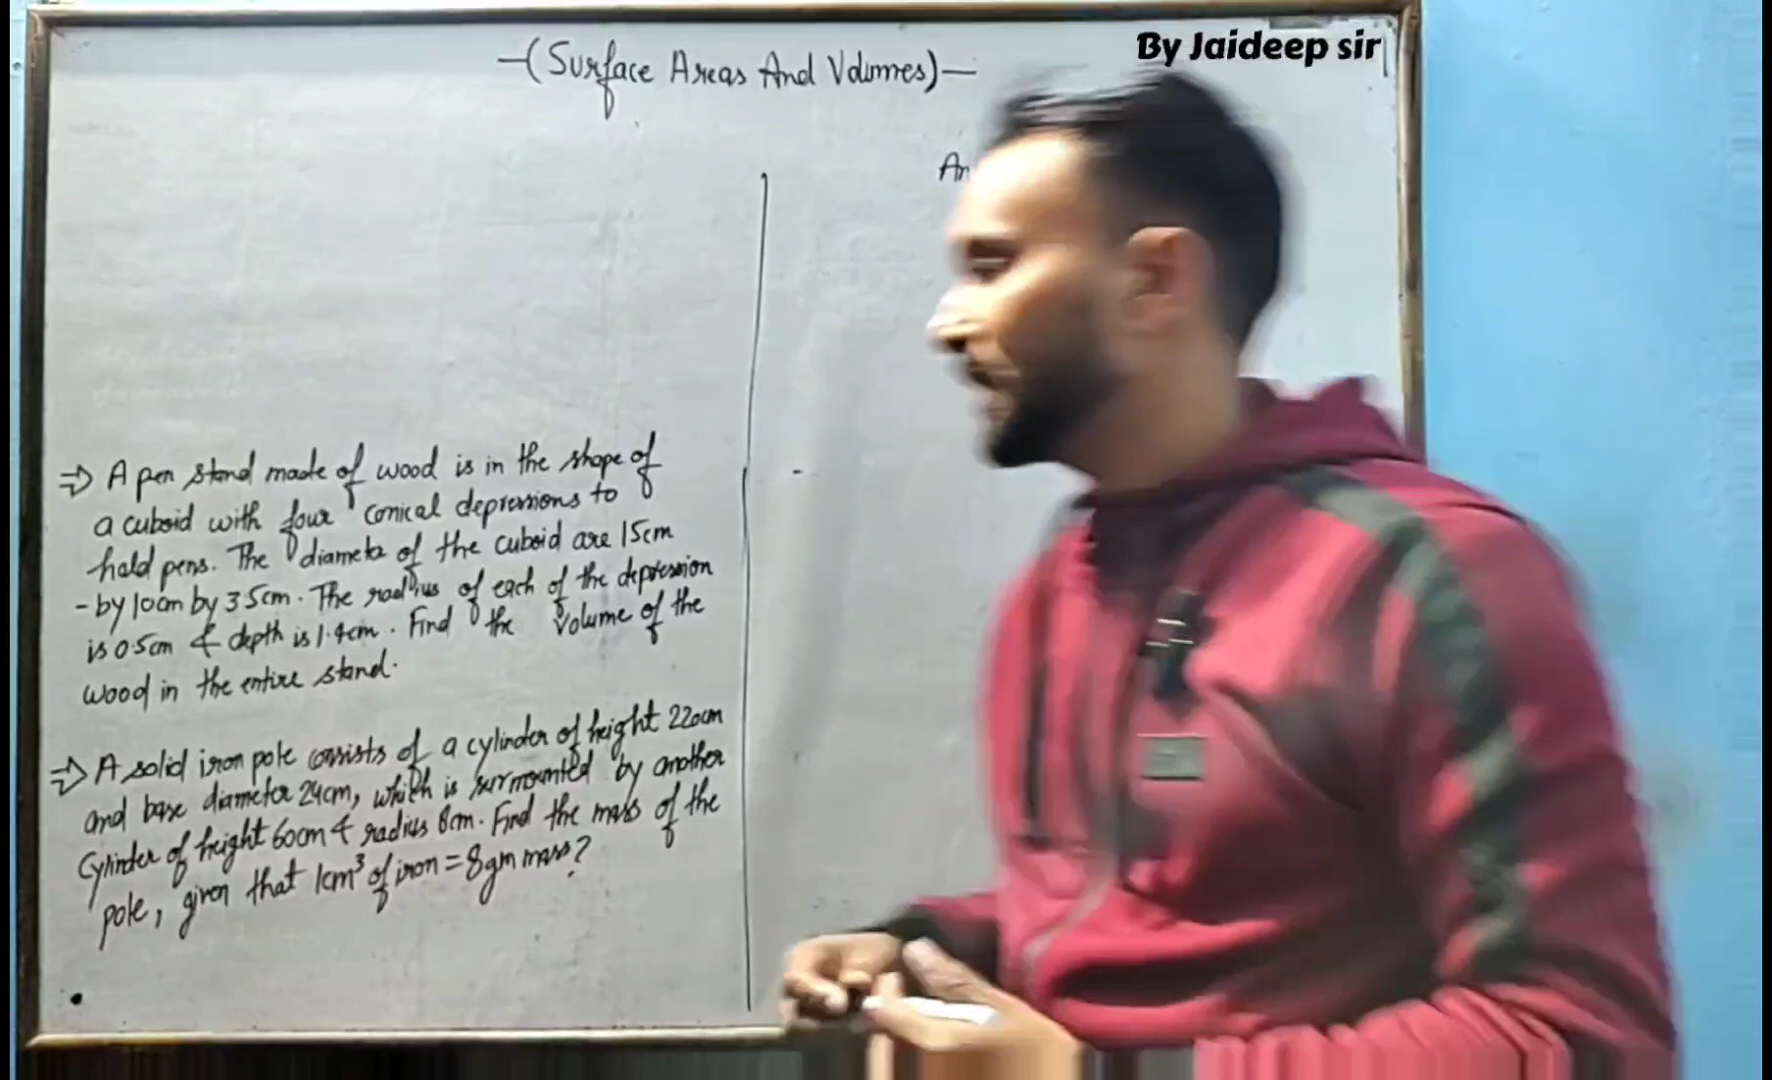 By Jaideep sir
-(Surface Areas And Volumes)-
An
⇒ A pen stand made of wood is in the shope of
a cuboid with four conical depressions to
hold pens. The diameter of the cuboid are 15cm
- by 10cm by 3.5cm. The radius of each of the depression
is 0.5cm & depth is 1.4cm. Find the volume of the
wood in the entire stand.
⇒ A solid iron pole consists of a cylinder of height 220cm
and base diameter 24cm, which is surmounted by another
Cylinder of height 60cm & radius 8cm. Find the mass of the
pole, given that 1cm³ of iron = 8gm mass?